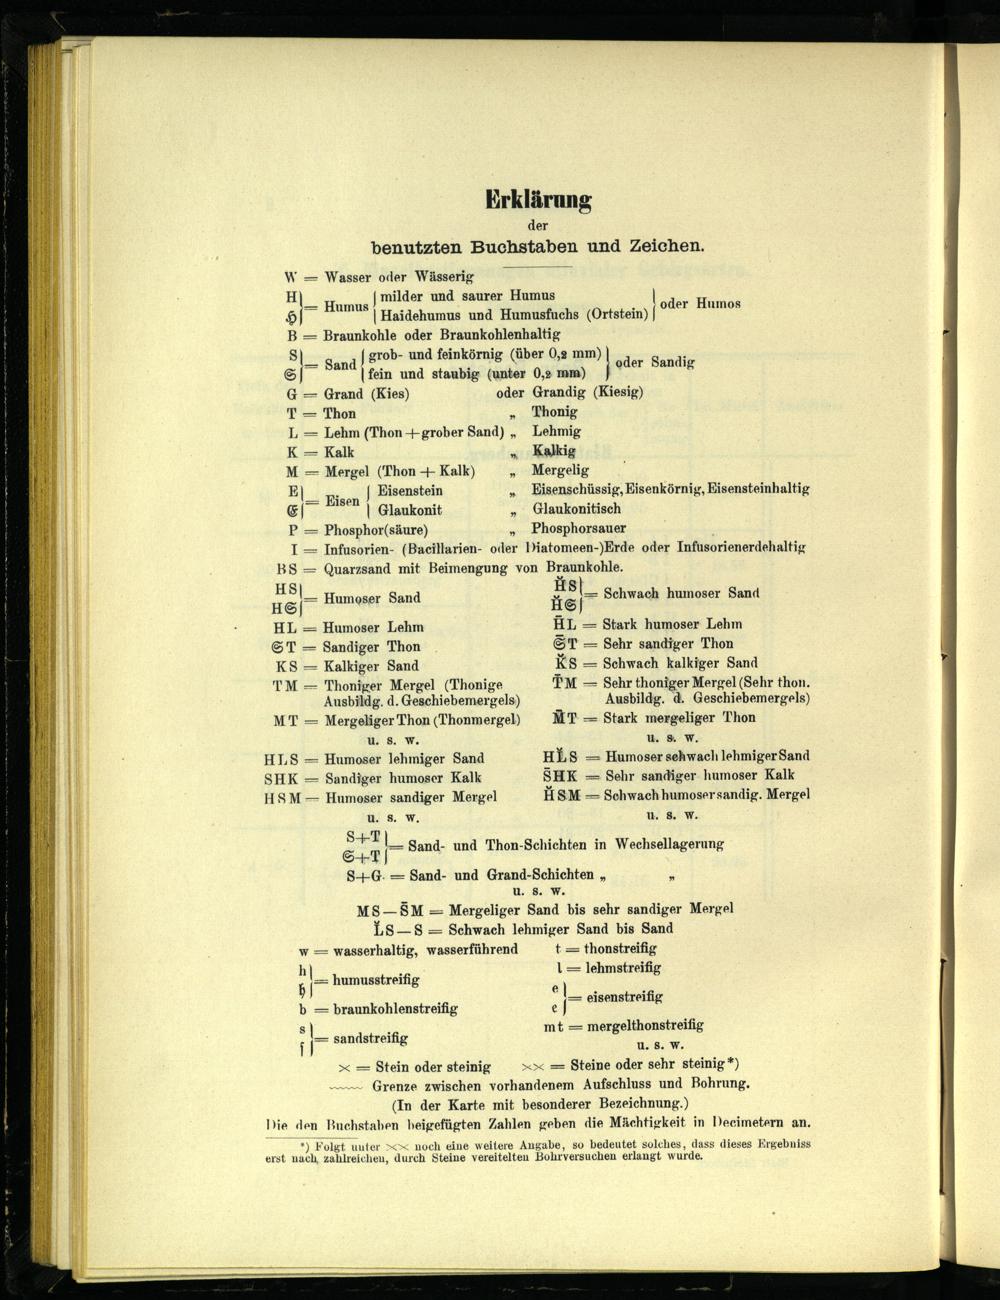 Erklärung
der
benutzten Buchstaben und Zeichen.
W = Wasser oder Wässerig
H
ℌ = Humus { milder und saurer Humus
Haidehumus und Humusfuchs (Ortstein) } oder Humos
B = Braunkohle oder Braunkohlenhaltig
S
𝔖 = Sand { grob- und feinkörnig (über 0,2 mm)
fein und staubig (unter 0,2 mm) } oder Sandig
G = Grand (Kies) oder Grandig (Kiesig)
T = Thon „ Thonig
L = Lehm (Thon + grober Sand) „ Lehmig
K = Kalk „ Kalkig
M = Mergel (Thon + Kalk) „ Mergelig
E
𝔈 = Eisen { Eisenstein „ Eisenschüssig, Eisenkörnig, Eisensteinhaltig
Glaukonit „ Glaukonitisch
P = Phosphor(säure) „ Phosphorsauer
I = Infusorien- (Bacillarien- oder Diatomeen-)Erde oder Infusorienerdehaltig
BS = Quarzsand mit Beimengung von Braunkohle.
HS
H𝔖 = Humoser Sand
H̆S
H̆𝔖 = Schwach humoser Sand
HL = Humoser Lehm H̄L = Stark humoser Lehm
𝔖T = Sandiger Thon 𝔖̄T = Sehr sandiger Thon
KS = Kalkiger Sand K̆S = Schwach kalkiger Sand
TM = Thoniger Mergel (Thonige T̄M = Sehr thoniger Mergel (Sehr thon.
Ausbildg. d. Geschiebemergels) Ausbildg. d. Geschiebemergels)
MT = Mergeliger Thon (Thonmergel) M̄T = Stark mergeliger Thon
u. s. w. u. s. w.
HLS = Humoser lehmiger Sand HL̆S = Humoser schwach lehmiger Sand
SHK = Sandiger humoser Kalk S̄HK = Sehr sandiger humoser Kalk
HSM = Humoser sandiger Mergel H̆SM = Schwach humoser sandig. Mergel
u. s. w. u. s. w.
S+T
𝔖+T = Sand- und Thon-Schichten in Wechsellagerung
S+G = Sand- und Grand-Schichten „ „
u. s. w.
MS — S̄M = Mergeliger Sand bis sehr sandiger Mergel
L̆S — S = Schwach lehmiger Sand bis Sand
w = wasserhaltig, wasserführend t = thonstreifig
h
𝔥 = humusstreifig
l = lehmstreifig
e
𝔢 = eisenstreifig
b = braunkohlenstreifig
s
ſ = sandstreifig
mt = mergelthonstreifig
u. s. w.
× = Stein oder steinig ×× = Steine oder sehr steinig *)
Grenze zwischen vorhandenem Aufschluss und Bohrung.
(In der Karte mit besonderer Bezeichnung.)
Die den Buchstaben beigefügten Zahlen geben die Mächtigkeit in Decimetern an.
*) Folgt unter ×× noch eine weitere Angabe, so bedeutet solches, dass dieses Ergebniss
erst nach zahlreichen, durch Steine vereitelten Bohrversuchen erlangt wurde.